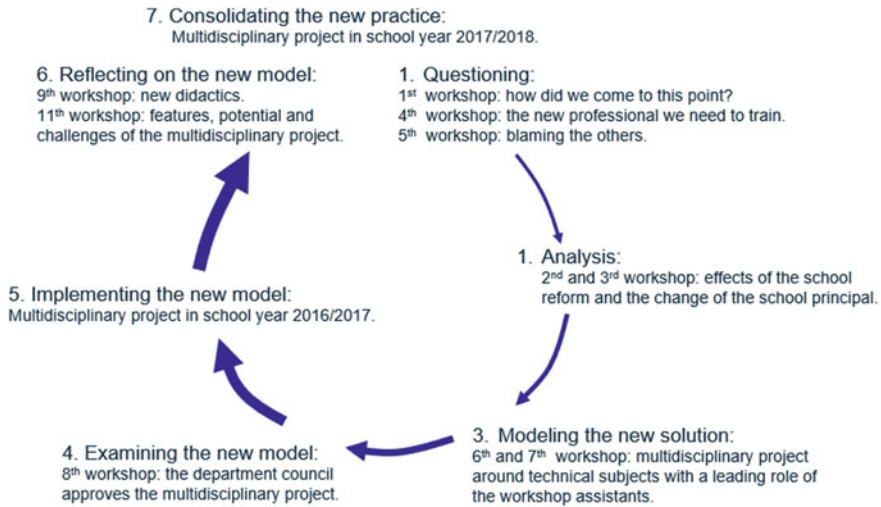 7. Consolidating the new practice:
Multidisciplinary project in school year 2017/2018.
6. Reflecting on the new model:
9th workshop: new didactics.
11th workshop: features, potential and
challenges of the multidisciplinary project.
1. Questioning:
1st workshop: how did we come to this point?
4th workshop: the new professional we need to train.
5th workshop: blaming the others.
1. Analysis:
2nd and 3rd workshop: effects of the school
reform and the change of the school principal.
5. Implementing the new model:
Multidisciplinary project in school year 2016/2017.
3. Modeling the new solution:
6th and 7th workshop: multidisciplinary project
around technical subjects with a leading role of
the workshop assistants.
4. Examining the new model:
8th workshop: the department council
approves the multidisciplinary project.